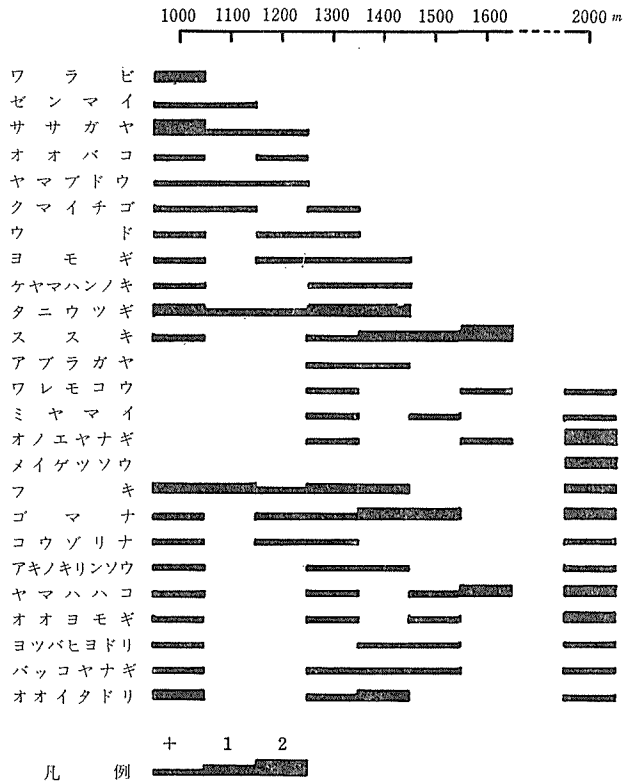 1000 1100 1200 1300 1400 1500 1600 2000 m
ワラビ
ゼンマイ
ササガヤ
オオバコ
ヤマブドウ
クマイチゴ
ウド
ヨモギ
ケヤマハンノキ
タニウツギ
ススキ
アブラガヤ
ワレモコウ
ミヤマイ
オノエヤナギ
メイゲツソウ
フキ
ゴマナ
コウゾリナ
アキノキリンソウ
ヤマハハコ
オオヨモギ
ヨツバヒヨドリ
バッコヤナギ
オオイタドリ
+ 1 2
凡例